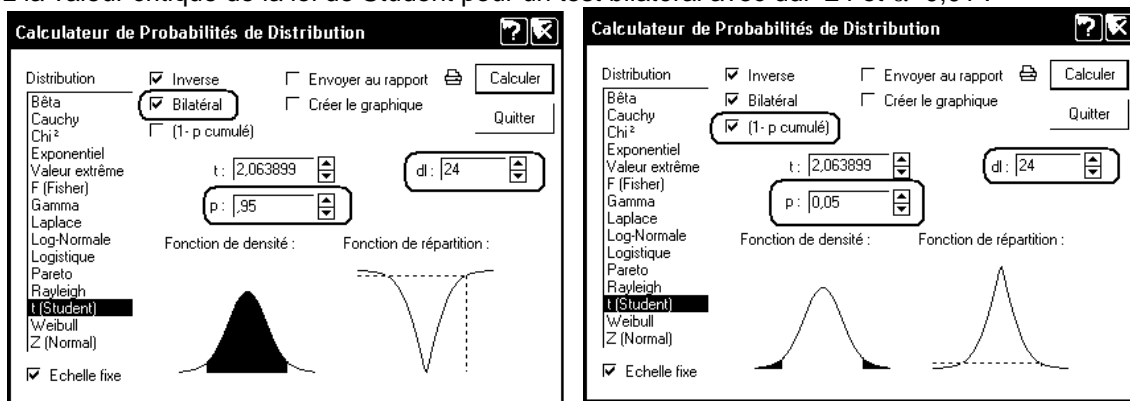 la valeur critique de la loi de Student pour un test bilatéral avec ddl=24 et
Calculateur de Probabilités de Distribution
Distribution
Bêta
Cauchy
Chi²
Exponentiel
Valeur extrême
F (Fisher)
Gamma
Laplace
Log-Normale
Logistique
Pareto
Rayleigh
t (Student)
Weibull
Z (Normal)
Inverse
Bilatéral
(1- p cumulé)
Envoyer au rapport
Créer le graphique
Calculer
Quitter
t : 2,063899
dl : 24
p : ,95
Fonction de densité :
Fonction de répartition :
Echelle fixe
Calculateur de Probabilités de Distribution
Distribution
Bêta
Cauchy
Chi²
Exponentiel
Valeur extrême
F (Fisher)
Gamma
Laplace
Log-Normale
Logistique
Pareto
Rayleigh
t (Student)
Weibull
Z (Normal)
Inverse
Bilatéral
(1- p cumulé)
Envoyer au rapport
Créer le graphique
Calculer
Quitter
t : 2,063899
dl : 24
p : 0,05
Fonction de densité :
Fonction de répartition :
Echelle fixe